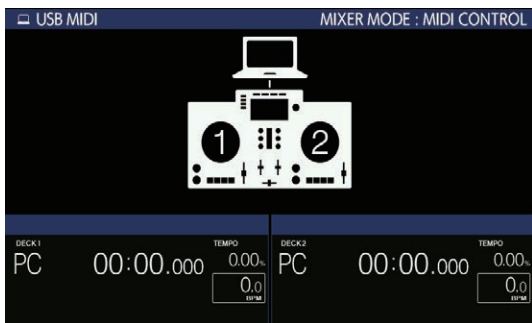 USB MIDI MIXER MODE : MIDI CONTROL
1 2
DECK1 TEMPO DECK2 TEMPO
PC 00:00.000 0.00% PC 00:00.000 0.00%
0.0 0.0
BPM BPM